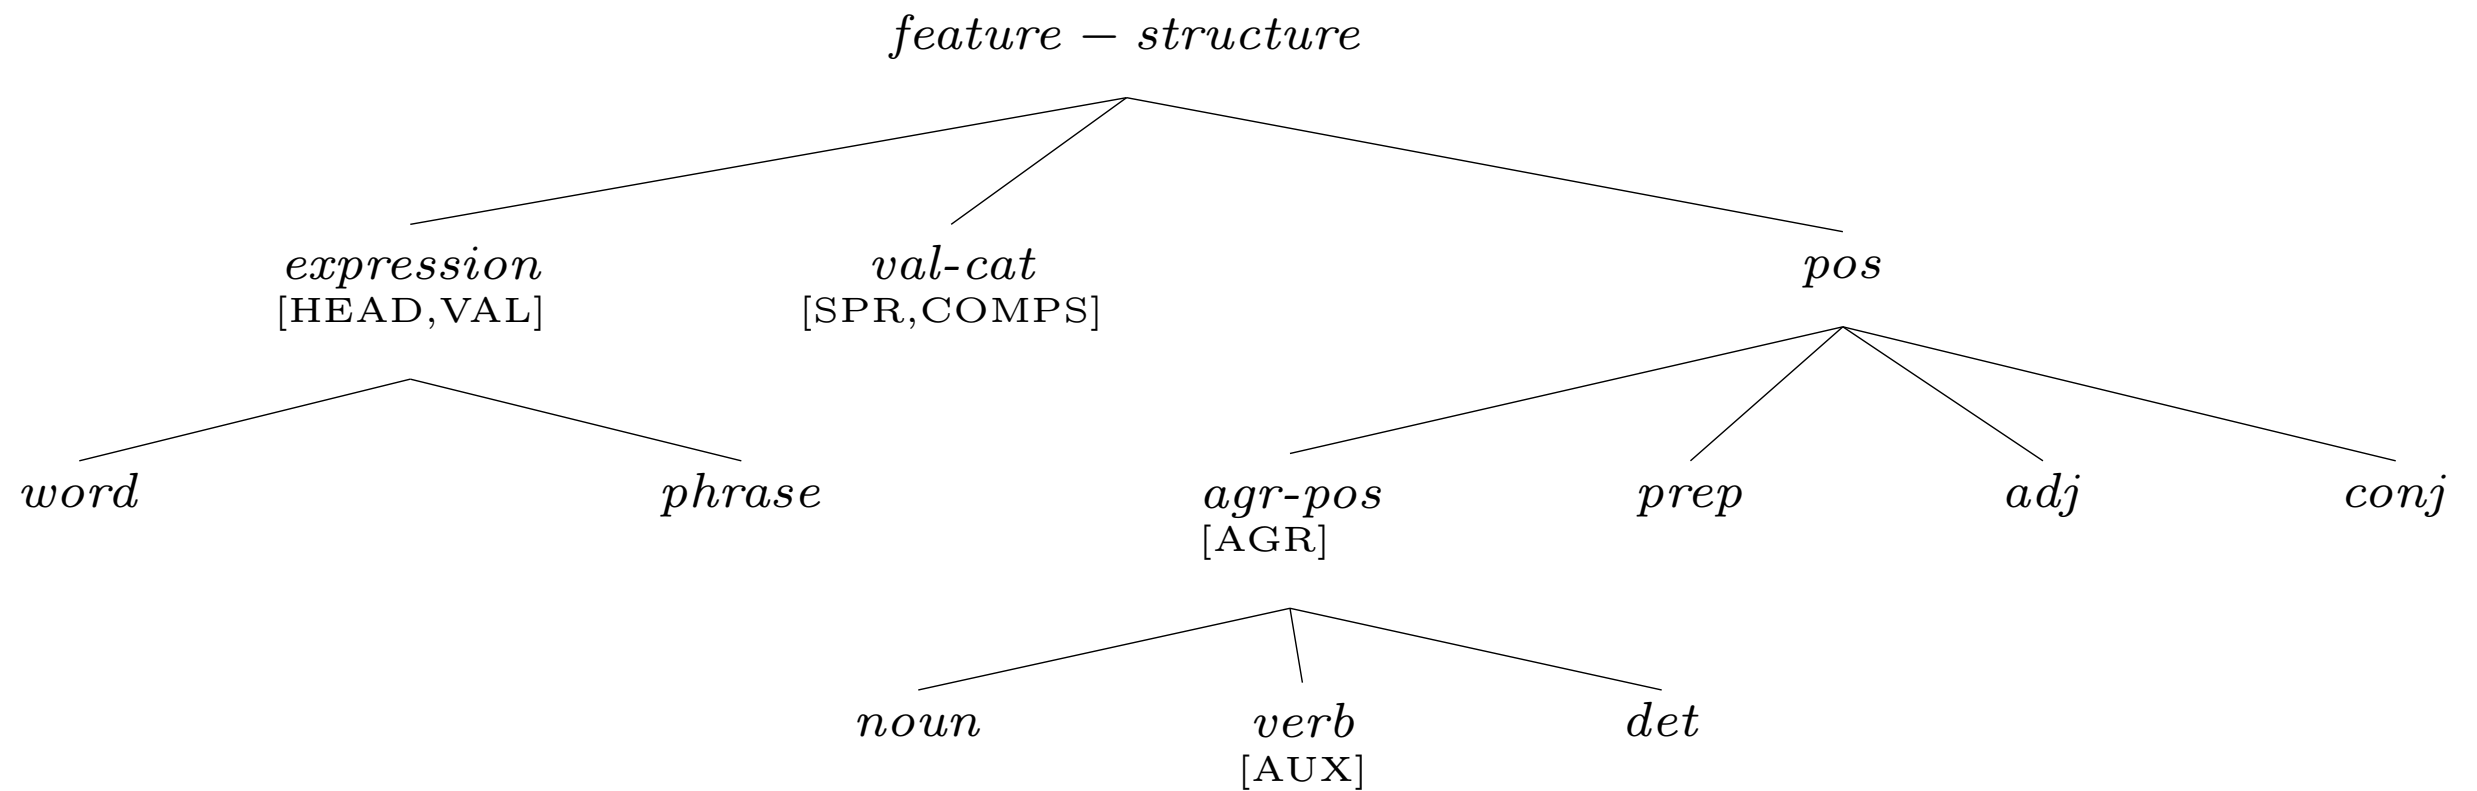 feature − structure
expression val-cat pos
[HEAD,VAL] [SPR,COMPS]
word phrase agr-pos prep adj conj
[AGR]
noun verb det
[AUX]